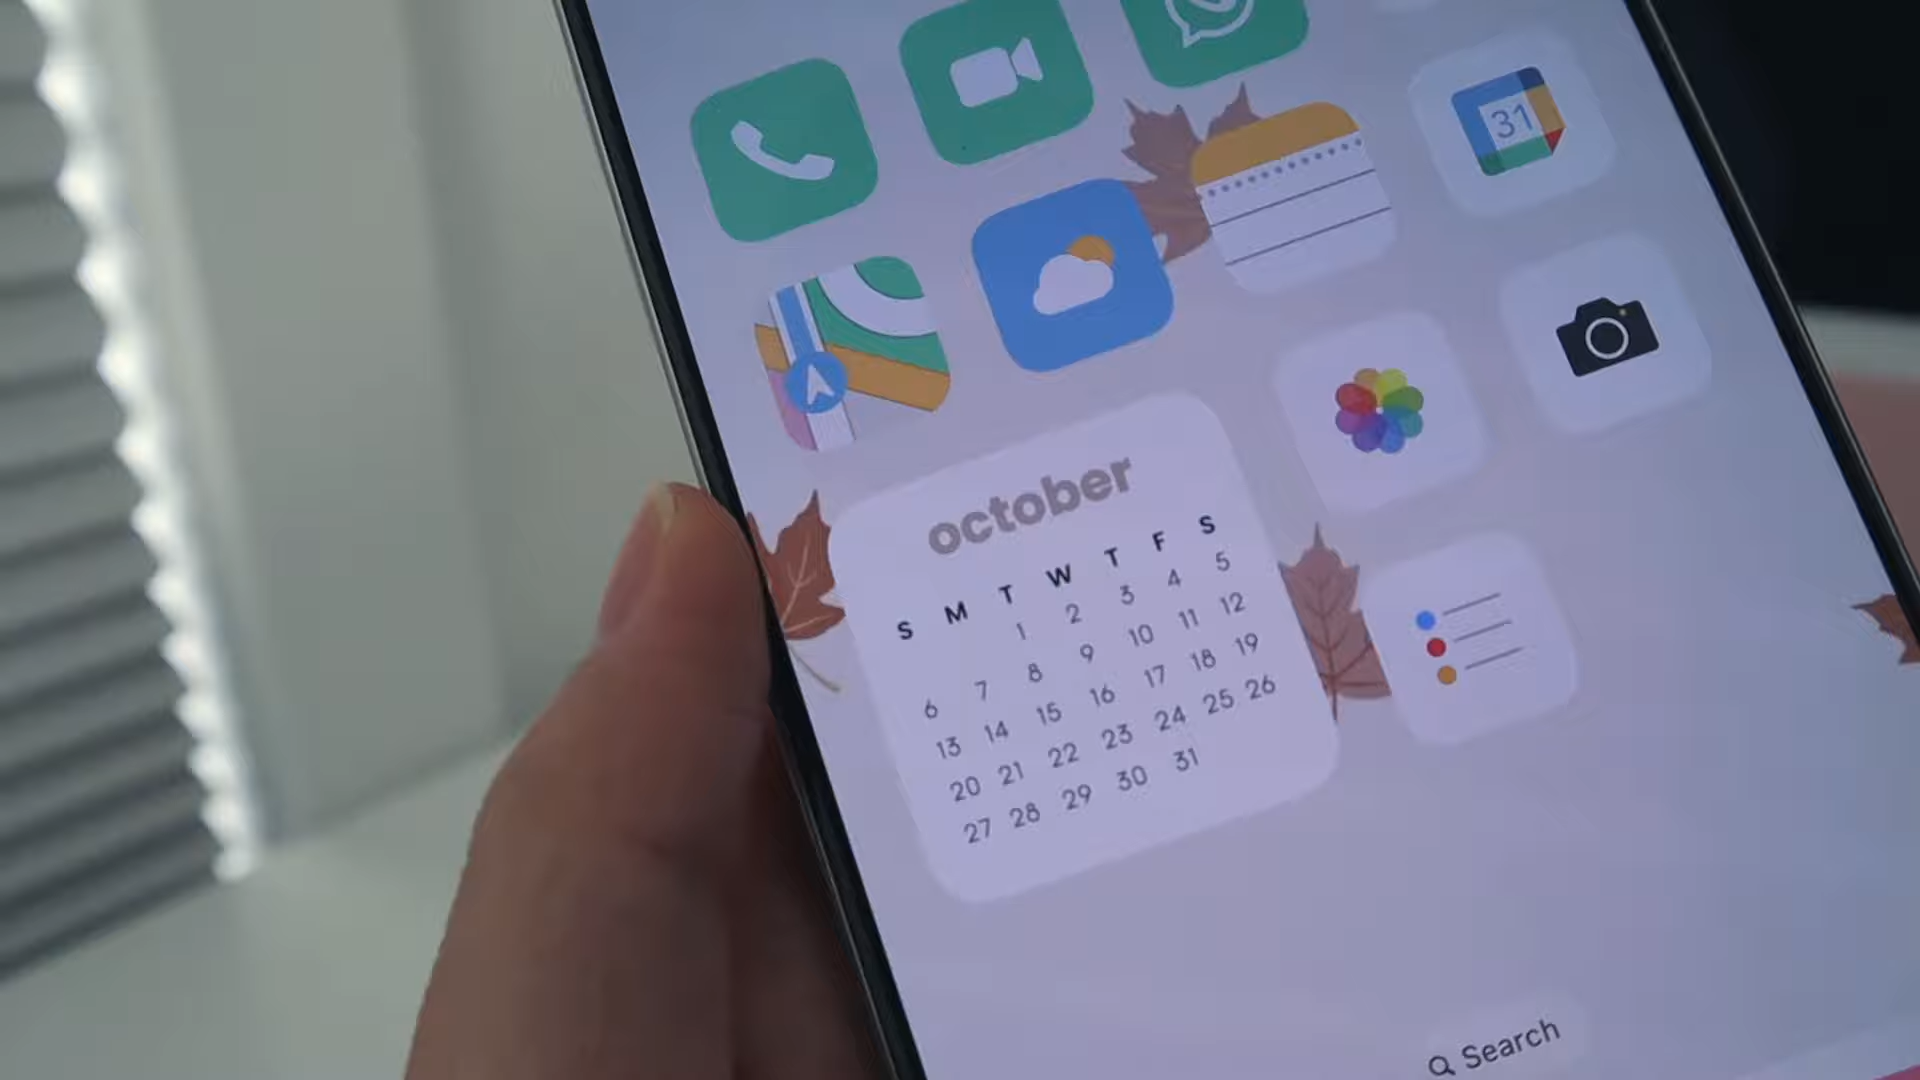 31
october
S M T W T F S
1 2 3 4 5
6 7 8 9 10 11 12
13 14 15 16 17 18 19
20 21 22 23 24 25 26
27 28 29 30 31
Search